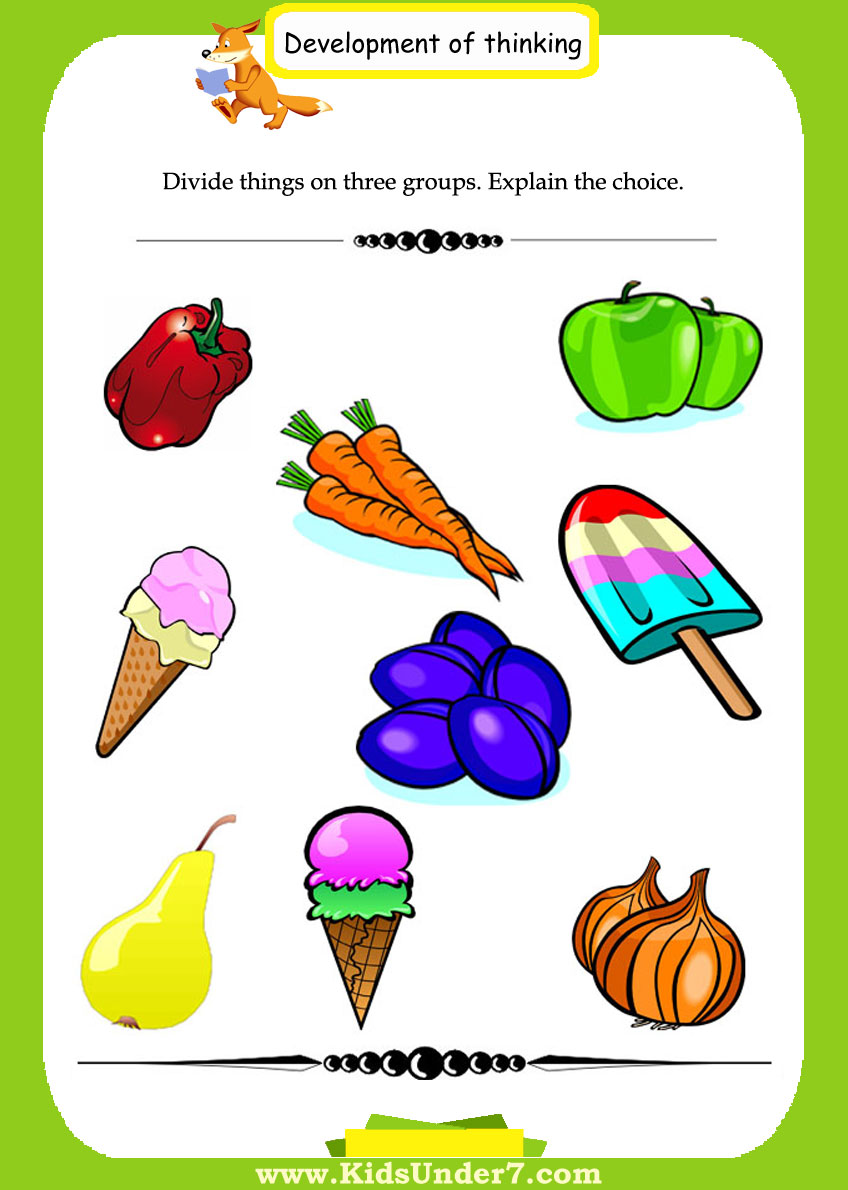 Development of thinking
Divide things on three groups. Explain the choice.
www.KidsUnder7.com